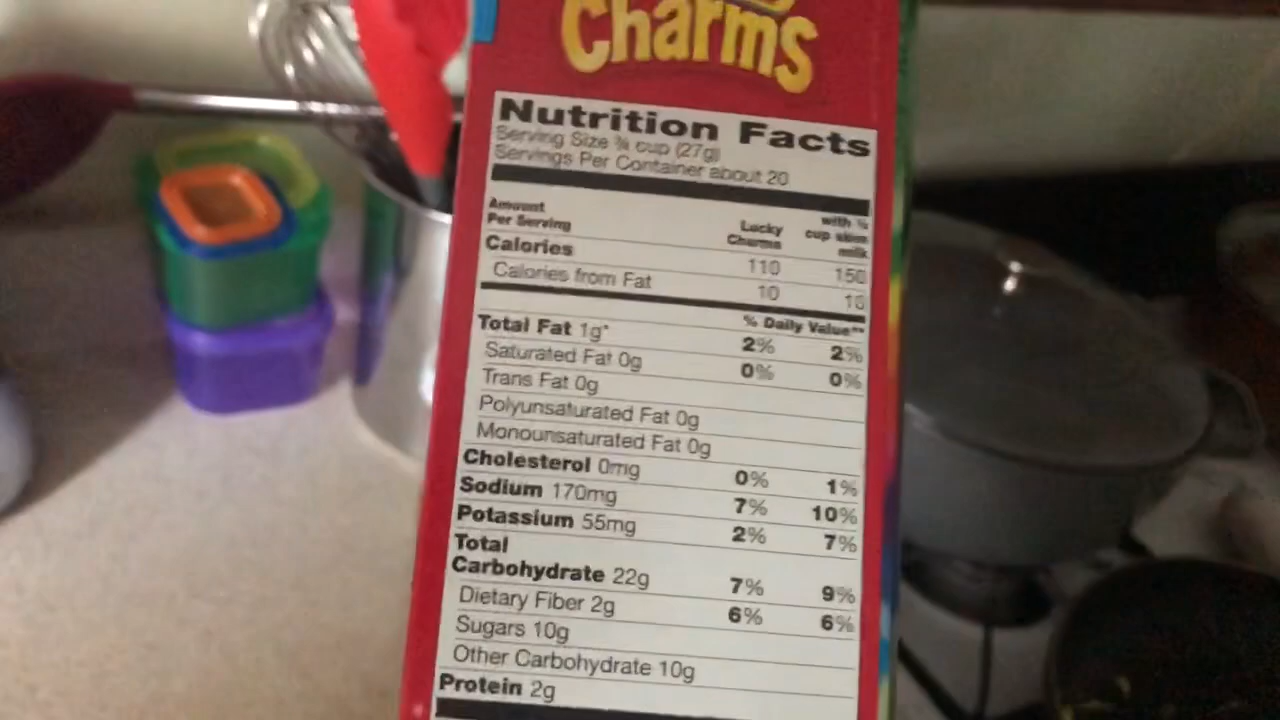 Charms
Nutrition Facts
Serving Size ¾ cup (27g)
Servings Per Container about 20
Amount
Per Serving
Lucky
Charms
with ½
cup skim
milk
Calories 110 150
Calories from Fat 10 10
% Daily Value**
Total Fat 1g* 2% 2%
Saturated Fat 0g 0% 0%
Trans Fat 0g
Polyunsaturated Fat 0g
Monounsaturated Fat 0g
Cholesterol 0mg 0% 1%
Sodium 170mg 7% 10%
Potassium 55mg 2% 7%
Total
Carbohydrate 22g 7% 9%
Dietary Fiber 2g 6% 6%
Sugars 10g
Other Carbohydrate 10g
Protein 2g